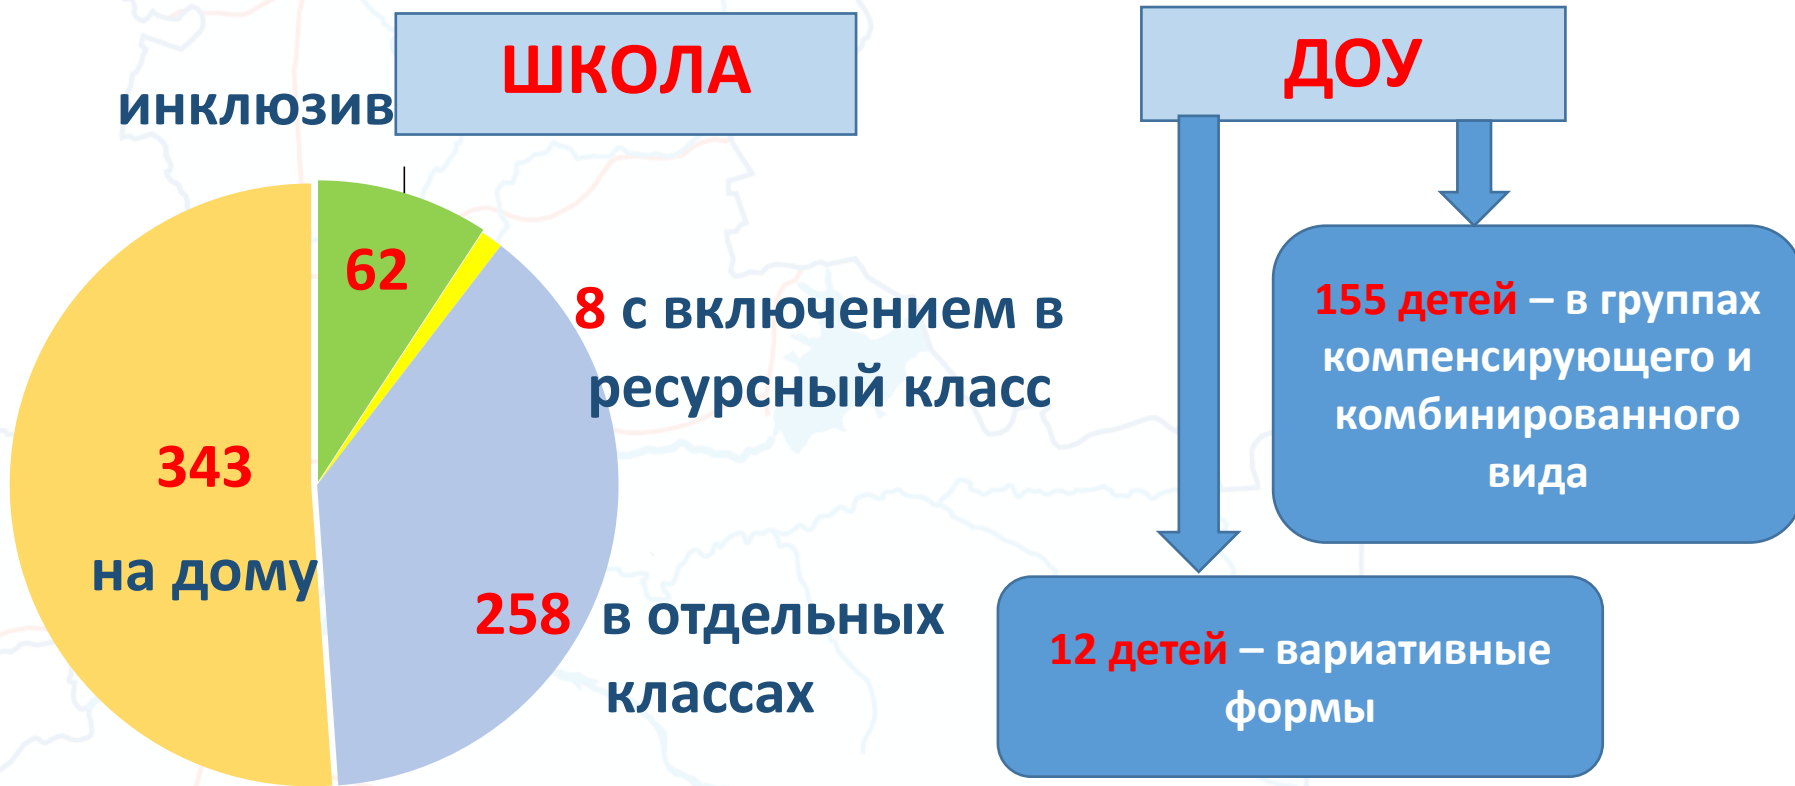 ШКОЛА
инклюзив
62
8 с включением в
ресурсный класс
343
на дому
258 в отдельных
классах
ДОУ
155 детей – в группах
компенсирующего и
комбинированного
вида
12 детей – вариативные
формы